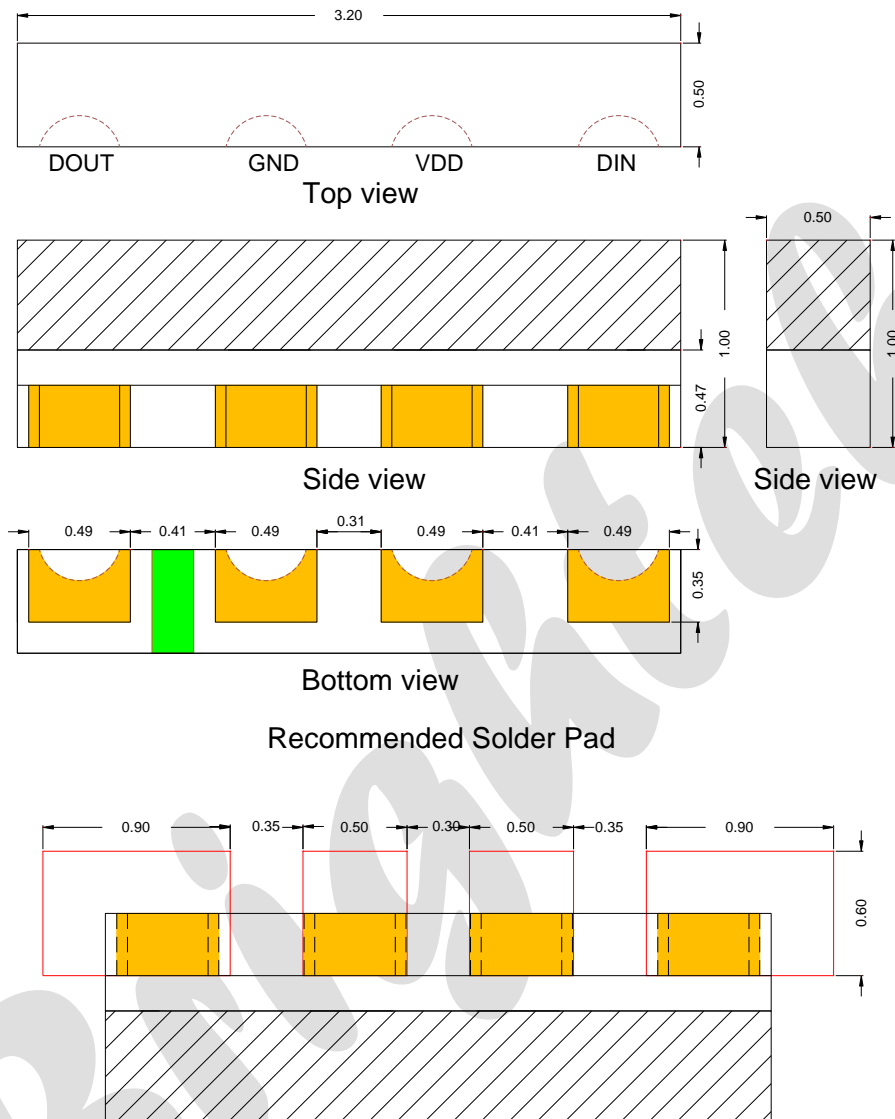 3.20
0.50
DOUT GND VDD DIN
Top view
0.50
1.00
0.47
1.00
Side view
Side view
0.49 0.41 0.49 0.31 0.49 0.41 0.49
0.35
Bottom view
Recommended Solder Pad
0.90 0.35 0.50 0.30 0.50 0.35 0.90
0.60